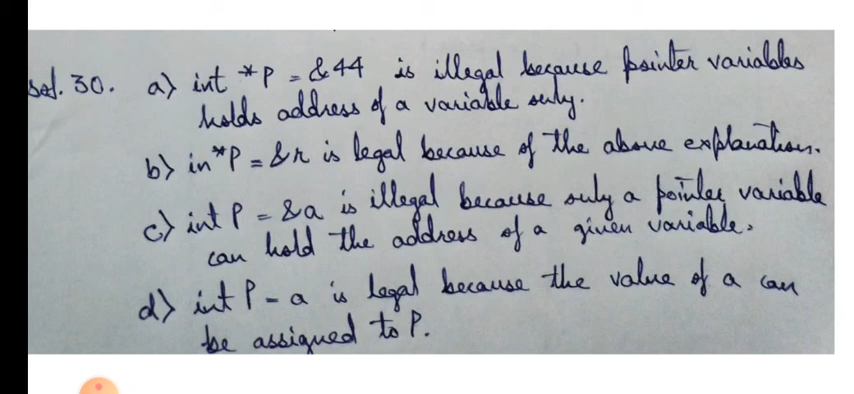 sol. 30. a) int *P = &44 is illegal because pointer variables
holds address of a variable only.
b) in*P = &r is legal because of the above explanation.
c) int P = &a is illegal because only a pointer variable
can hold the address of a given variable.
d) int P = a is legal because the value of a can
be assigned to P.